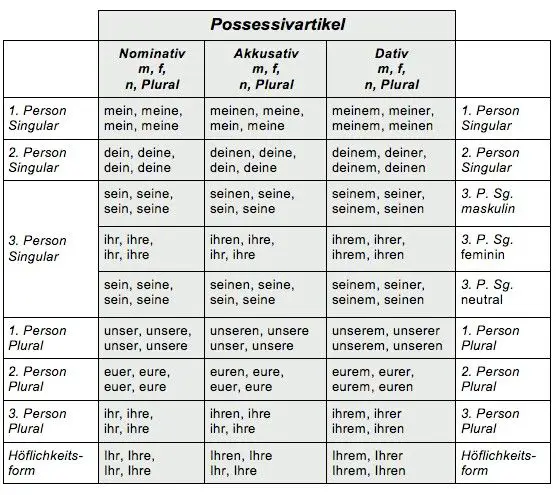 Possessivartikel
Nominativ Akkusativ Dativ
m, f, m, f, m, f,
n, Plural n, Plural n, Plural
1. Person mein, meine, meinen, meine, meinem, meiner, 1. Person
Singular mein, meine mein, meine meinem, meinen Singular
2. Person dein, deine, deinen, deine, deinem, deiner, 2. Person
Singular dein, deine dein, deine deinem, deinen Singular
3. Person
Singular
sein, seine, seinen, seine, seinem, seiner, 3. P. Sg.
sein, seine sein, seine seinem, seinen maskulin
ihr, ihre, ihren, ihre, ihrem, ihrer, 3. P. Sg.
ihr, ihre ihr, ihre ihrem, ihren feminin
sein, seine, seinen, seine, seinem, seiner, 3. P. Sg.
sein, seine sein, seine seinem, seinen neutral
1. Person unser, unsere, unseren, unsere unserem, unserer 1. Person
Plural unser, unsere unser, unsere unserem, unseren Plural
2. Person euer, eure, euren, eure, eurem, eurer, 2. Person
Plural euer, eure euer, eure eurem, euren Plural
3. Person ihr, ihre, ihren, ihre ihrem, ihrer 3. Person
Plural ihr, ihre ihr, ihre ihrem, ihren Plural
Höflichkeits- Ihr, Ihre, Ihren, Ihre Ihrem, Ihrer Höflichkeits-
form Ihr, Ihre Ihr, Ihre Ihrem, Ihren form